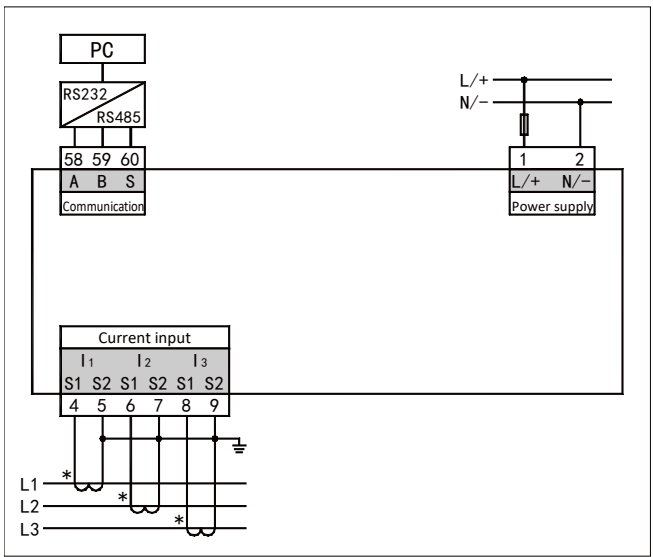 PC
RS232
RS485
L/+
N/-
58 59 60
A B S
Communication
1 2
L/+ N/-
Power supply
Current input
I1 I2 I3
S1 S2 S1 S2 S1 S2
4 5 6 7 8 9
*
L1
*
L2
*
L3